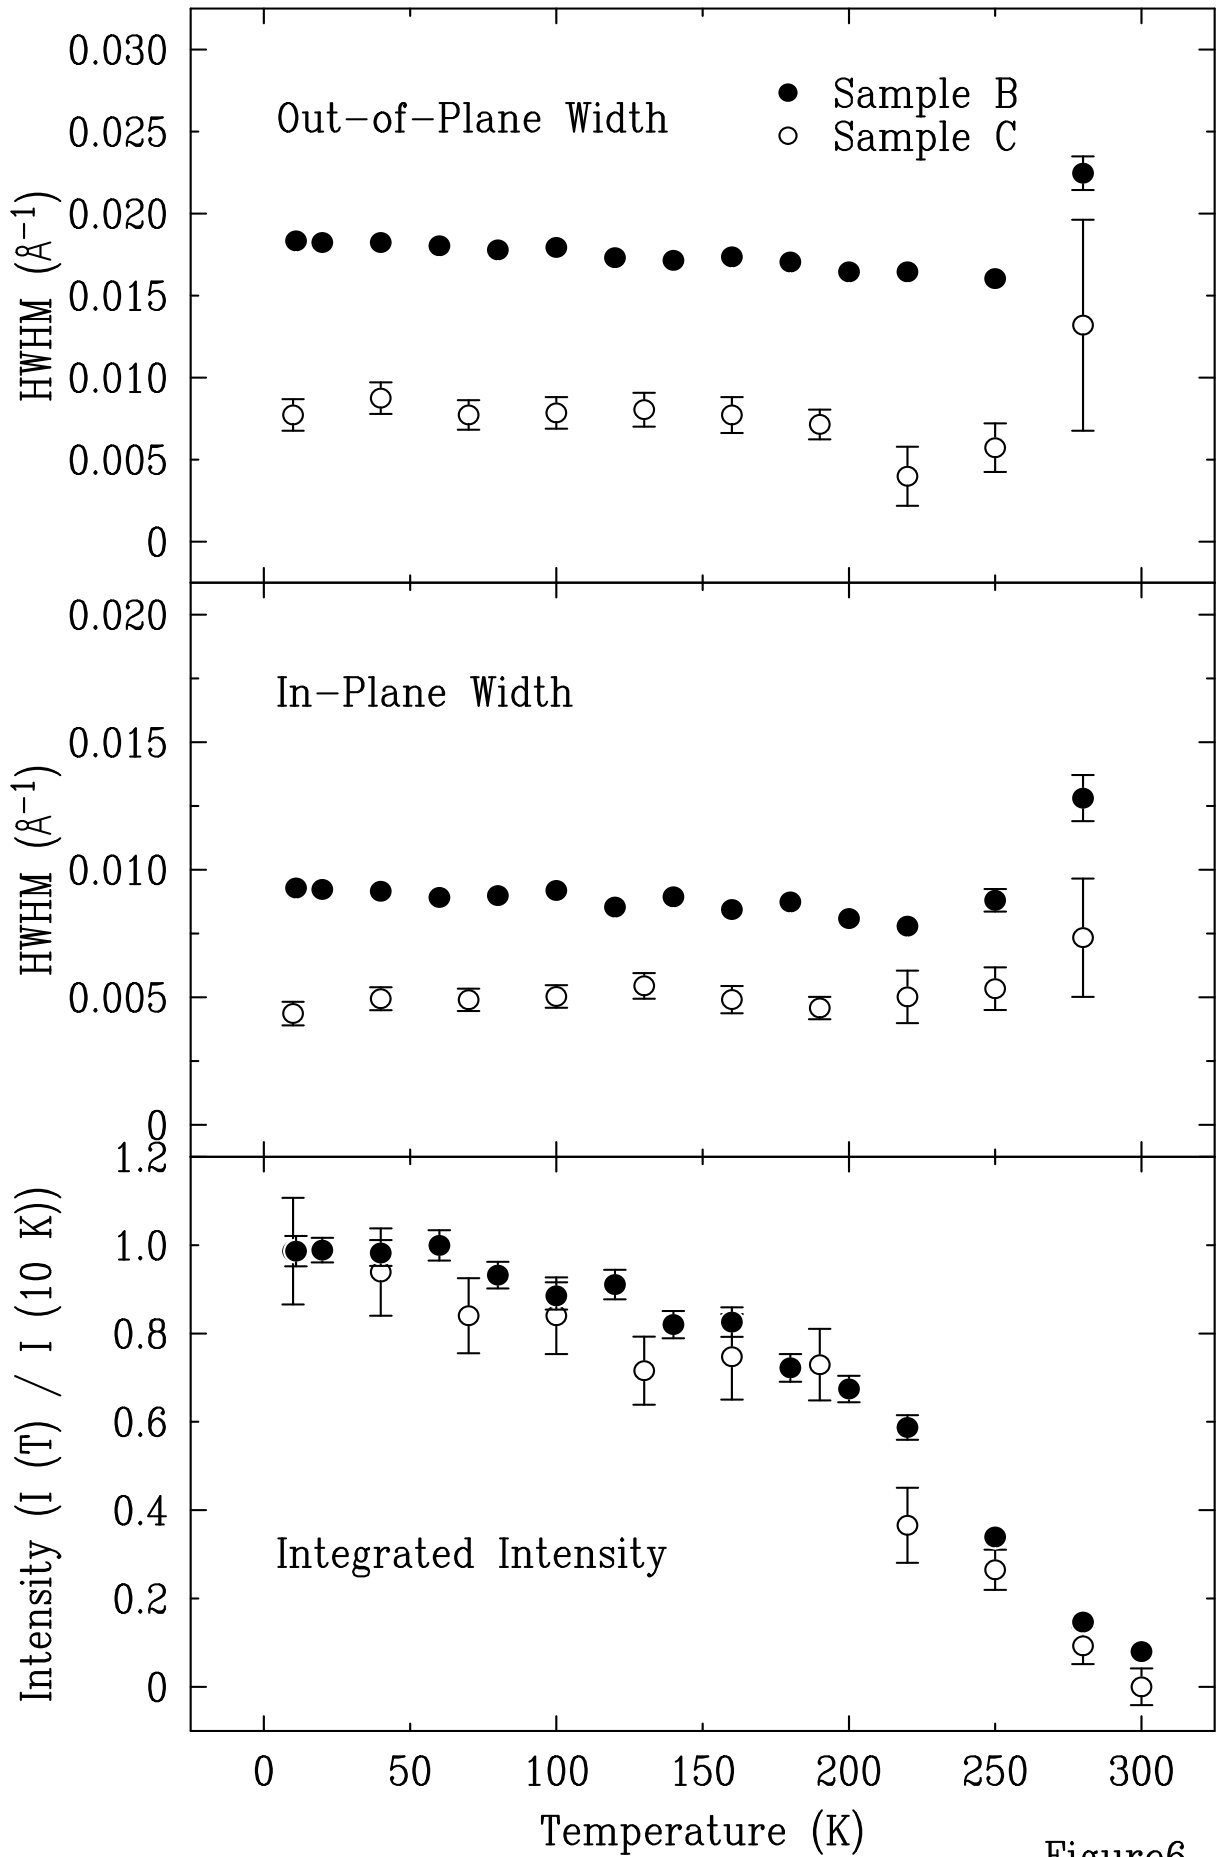 0.030
Out-of-Plane Width
Sample B
Sample C
0.025
0.020
0.015
0.010
0.005
0
HWHM (Å⁻¹)
0.020
In-Plane Width
0.015
0.010
0.005
0
HWHM (Å⁻¹)
1.2
1.0
0.8
0.6
0.4
Integrated Intensity
0.2
0
Intensity (I (T) / I (10 K))
0 50 100 150 200 250 300
Temperature (K)
Figure6